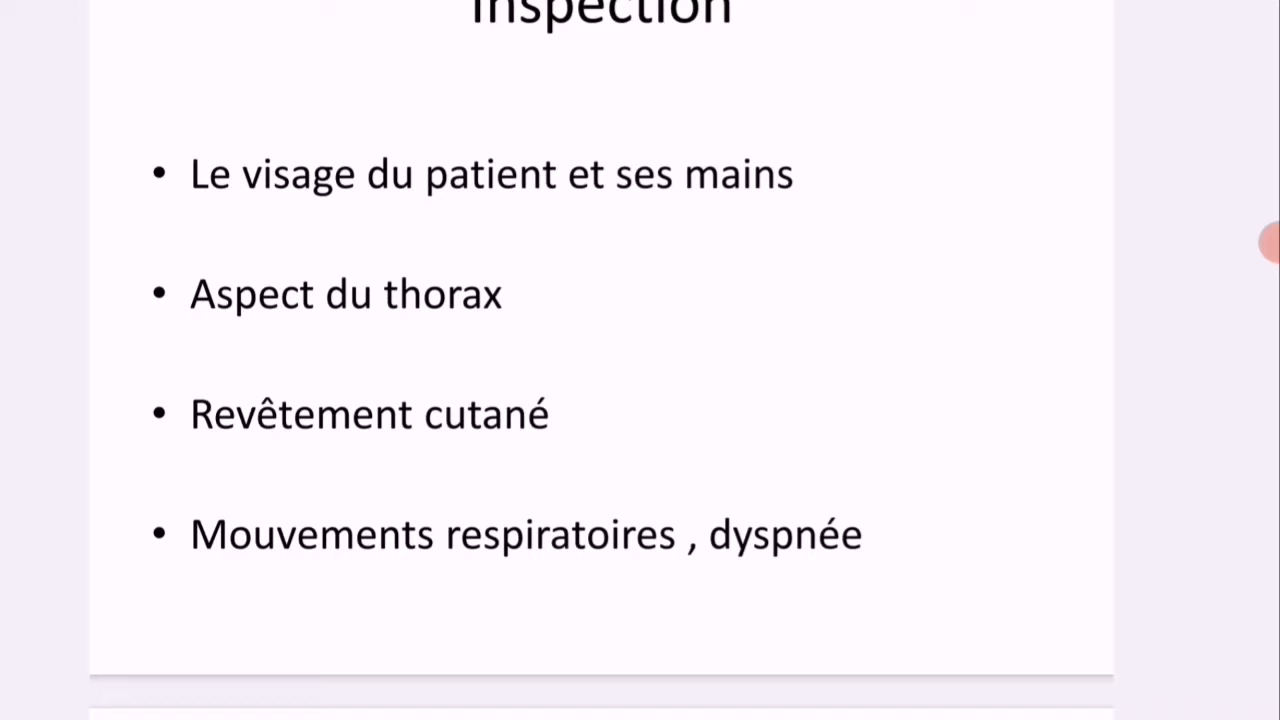 Inspection
• Le visage du patient et ses mains
• Aspect du thorax
• Revêtement cutané
• Mouvements respiratoires , dyspnée